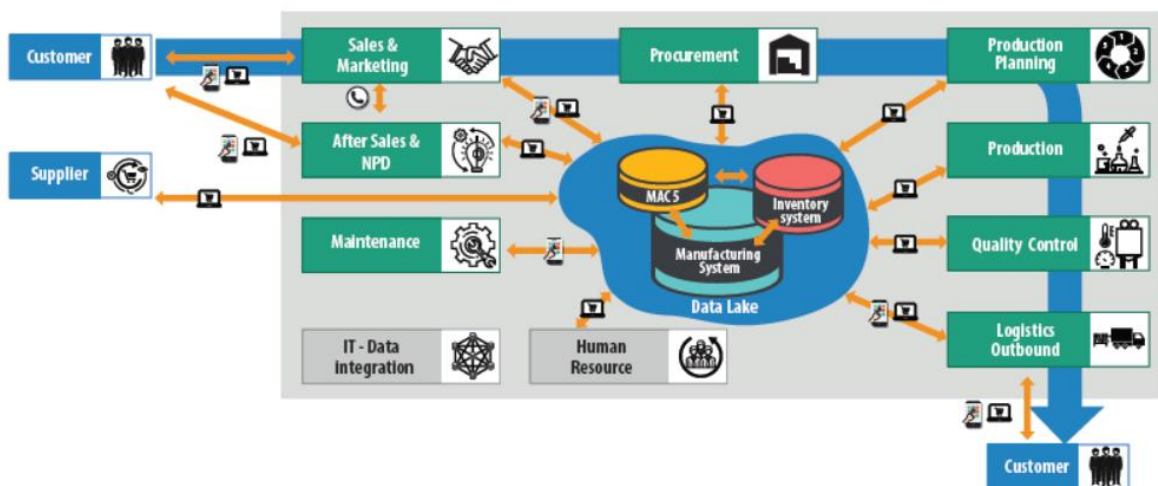 Customer
Sales &
Marketing
Procurement
Production
Planning
After Sales &
NPD
Supplier
Production
MAC5
Inventory
system
Maintenance
Manufacturing
System
Quality Control
Data Lake
IT - Data
integration
Human
Resource
Logistics
Outbound
Customer